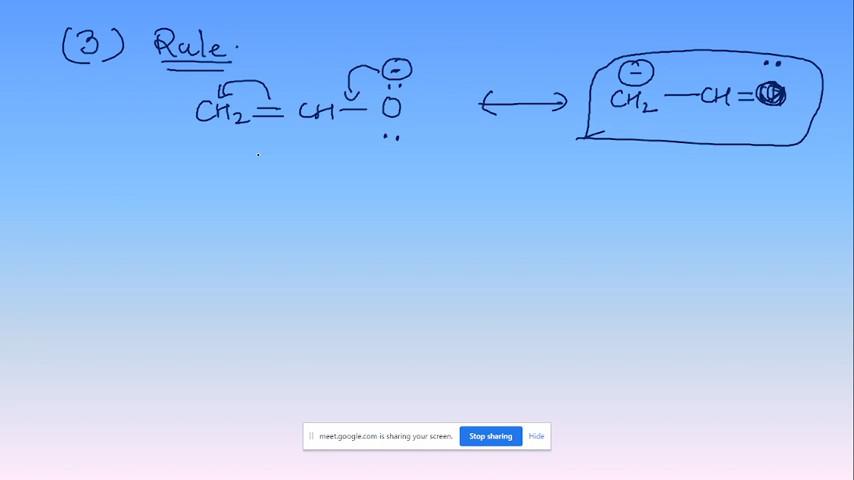 (3) Rule.
CH₂ = CH — O⊖ ⟷ ⊖CH₂ — CH = O
meet.google.com is sharing your screen. Stop sharing Hide